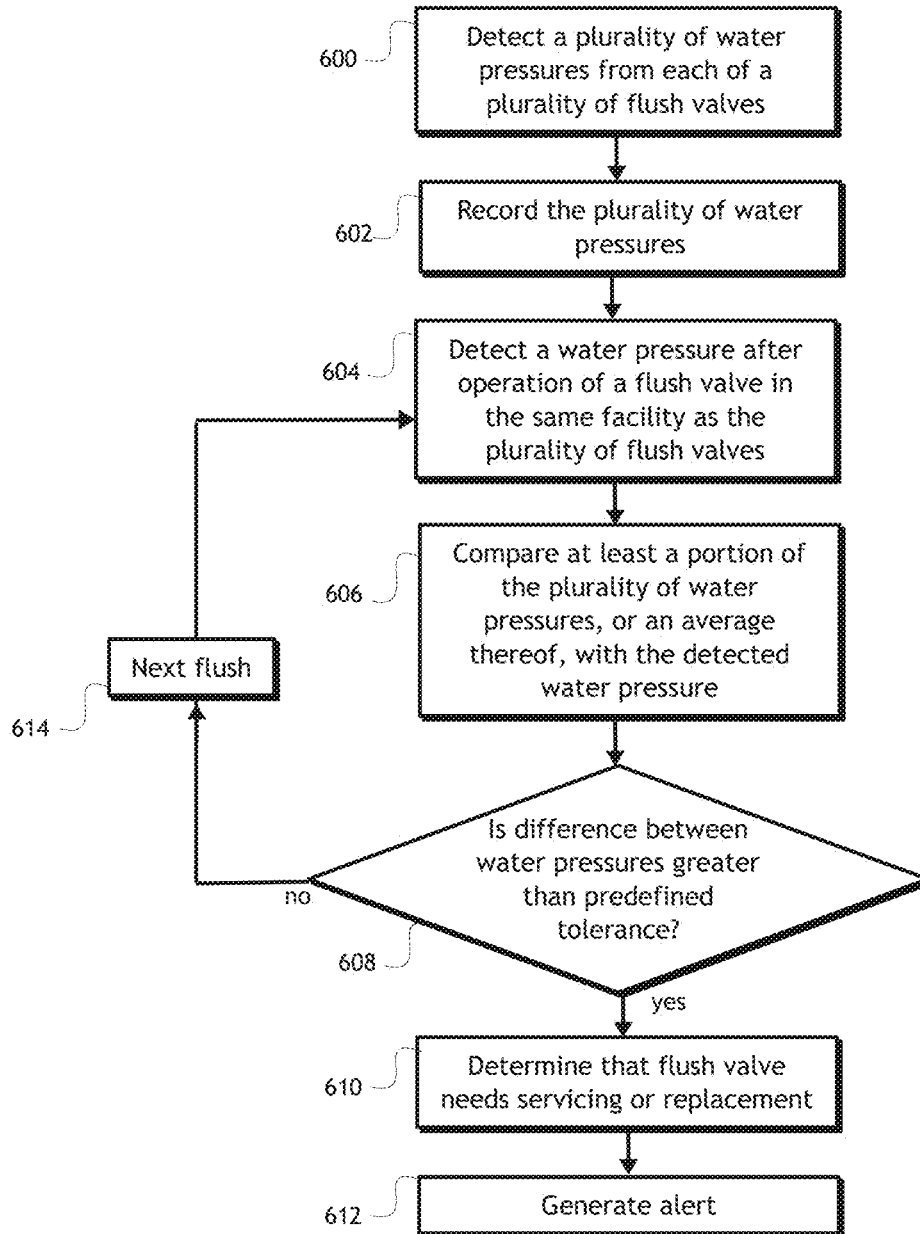 600
Detect a plurality of water
pressures from each of a
plurality of flush valves
602
Record the plurality of water
pressures
604
Detect a water pressure after
operation of a flush valve in
the same facility as the
plurality of flush valves
606
Compare at least a portion of
the plurality of water
pressures, or an average
thereof, with the detected
water pressure
Next flush
614
Is difference between
water pressures greater
than predefined
tolerance?
no
608
yes
610
Determine that flush valve
needs servicing or replacement
612
Generate alert